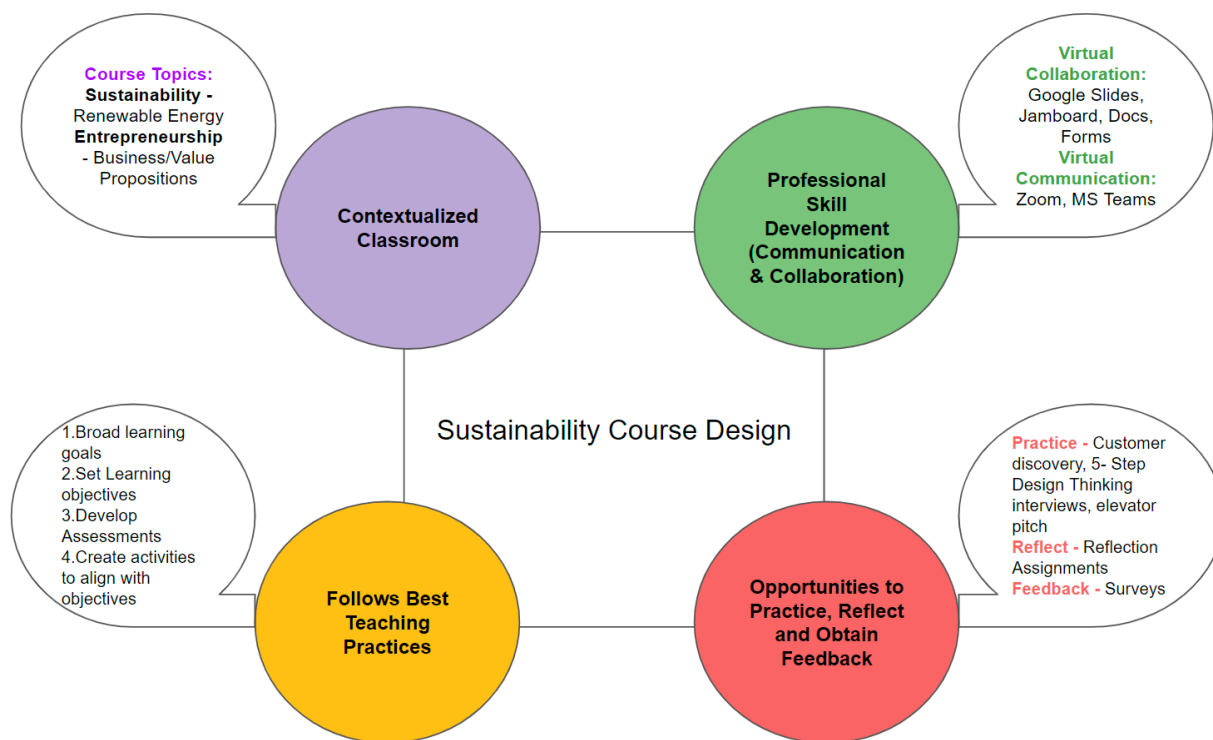 Course Topics:
Sustainability -
Renewable Energy
Entrepreneurship
- Business/Value
Propositions
Contextualized
Classroom
Professional
Skill
Development
(Communication
& Collaboration)
Virtual
Collaboration:
Google Slides,
Jamboard, Docs,
Forms
Virtual
Communication:
Zoom, MS Teams
Sustainability Course Design
1.Broad learning
goals
2.Set Learning
objectives
3.Develop
Assessments
4.Create activities
to align with
objectives
Follows Best
Teaching
Practices
Opportunities to
Practice, Reflect
and Obtain
Feedback
Practice - Customer
discovery, 5- Step
Design Thinking
interviews, elevator
pitch
Reflect - Reflection
Assignments
Feedback - Surveys